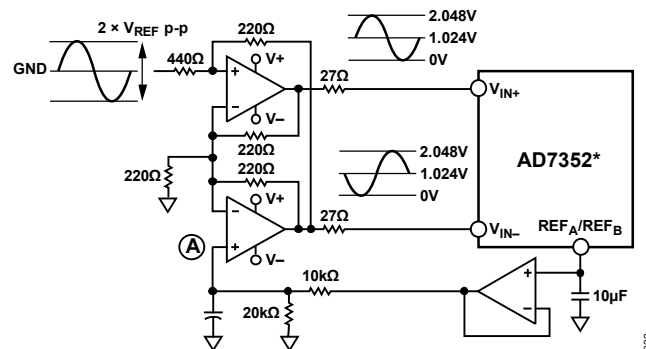 2 × VREF p-p
GND
440Ω
220Ω
V+
+
–
V–
220Ω
27Ω
2.048V
1.024V
0V
VIN+
220Ω
220Ω
V+
–
+
V–
A
27Ω
2.048V
1.024V
0V
VIN–
AD7352*
REFA/REFB
10kΩ
20kΩ
+
–
10µF